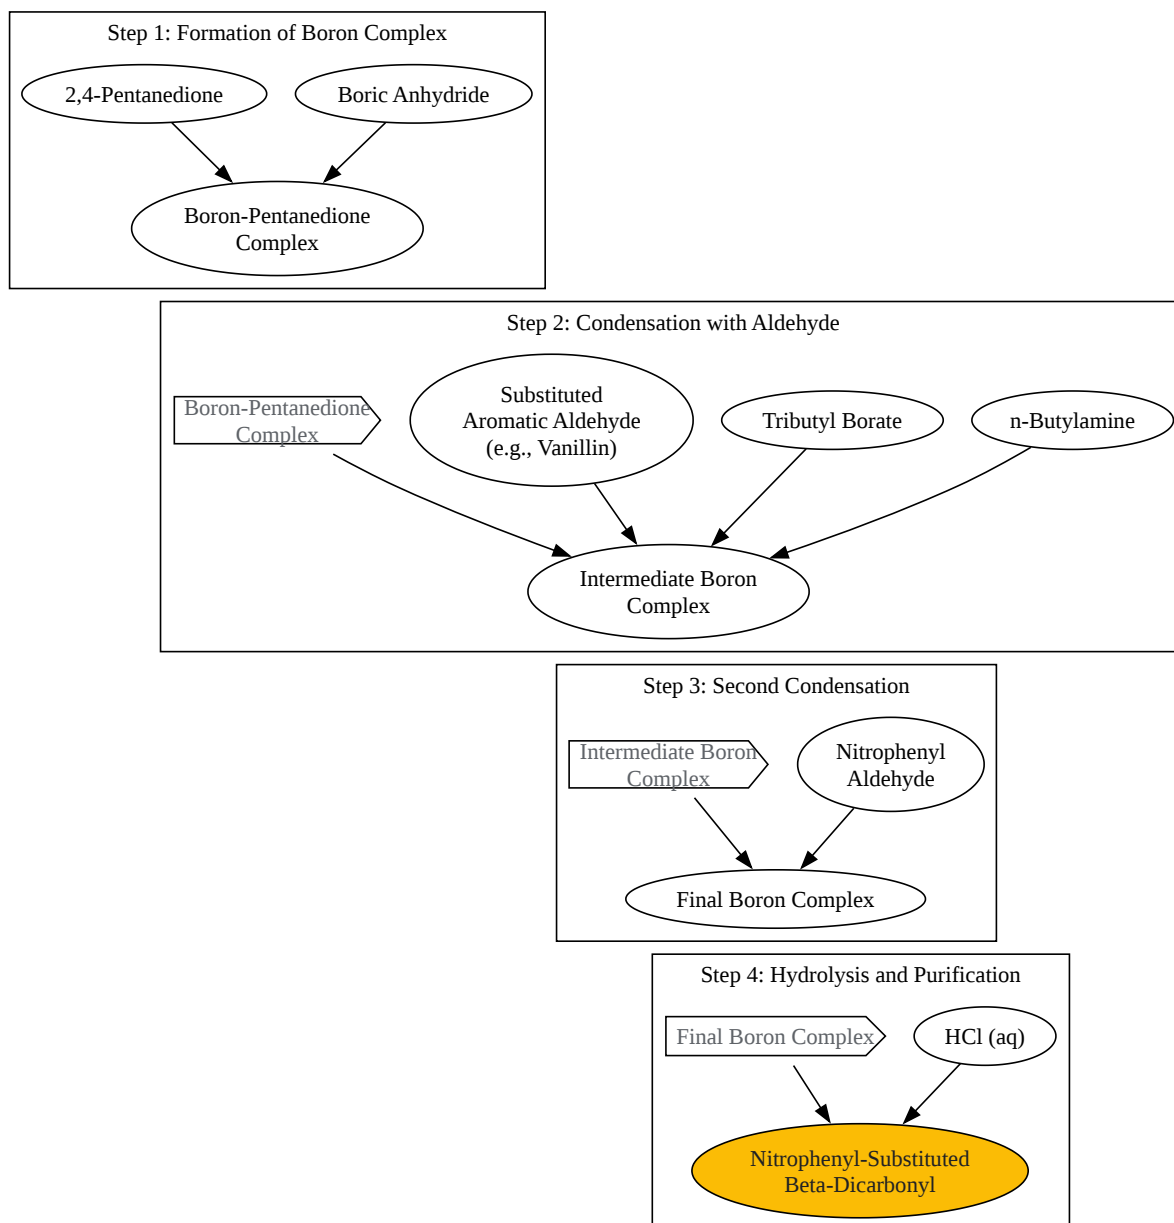 Step 1: Formation of Boron Complex
2,4-Pentanedione
Boric Anhydride
Boron-Pentanedione
Complex
Step 2: Condensation with Aldehyde
Boron-Pentanedione
Complex
Substituted
Aromatic Aldehyde
(e.g., Vanillin)
Tributyl Borate
n-Butylamine
Intermediate Boron
Complex
Step 3: Second Condensation
Intermediate Boron
Complex
Nitrophenyl
Aldehyde
Final Boron Complex
Step 4: Hydrolysis and Purification
Final Boron Complex
HCl (aq)
Nitrophenyl-Substituted
Beta-Dicarbonyl